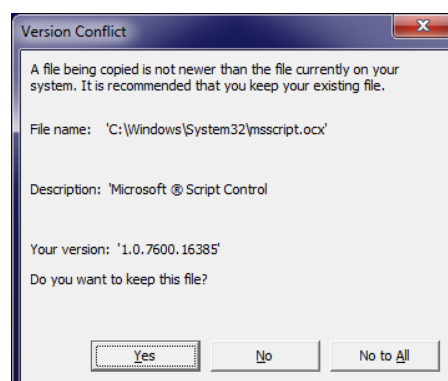 Version Conflict
A file being copied is not newer than the file currently on your
system. It is recommended that you keep your existing file.
File name: 'C:\Windows\System32\msscript.ocx'
Description: 'Microsoft ® Script Control
Your version: '1.0.7600.16385'
Do you want to keep this file?
Yes No No to All